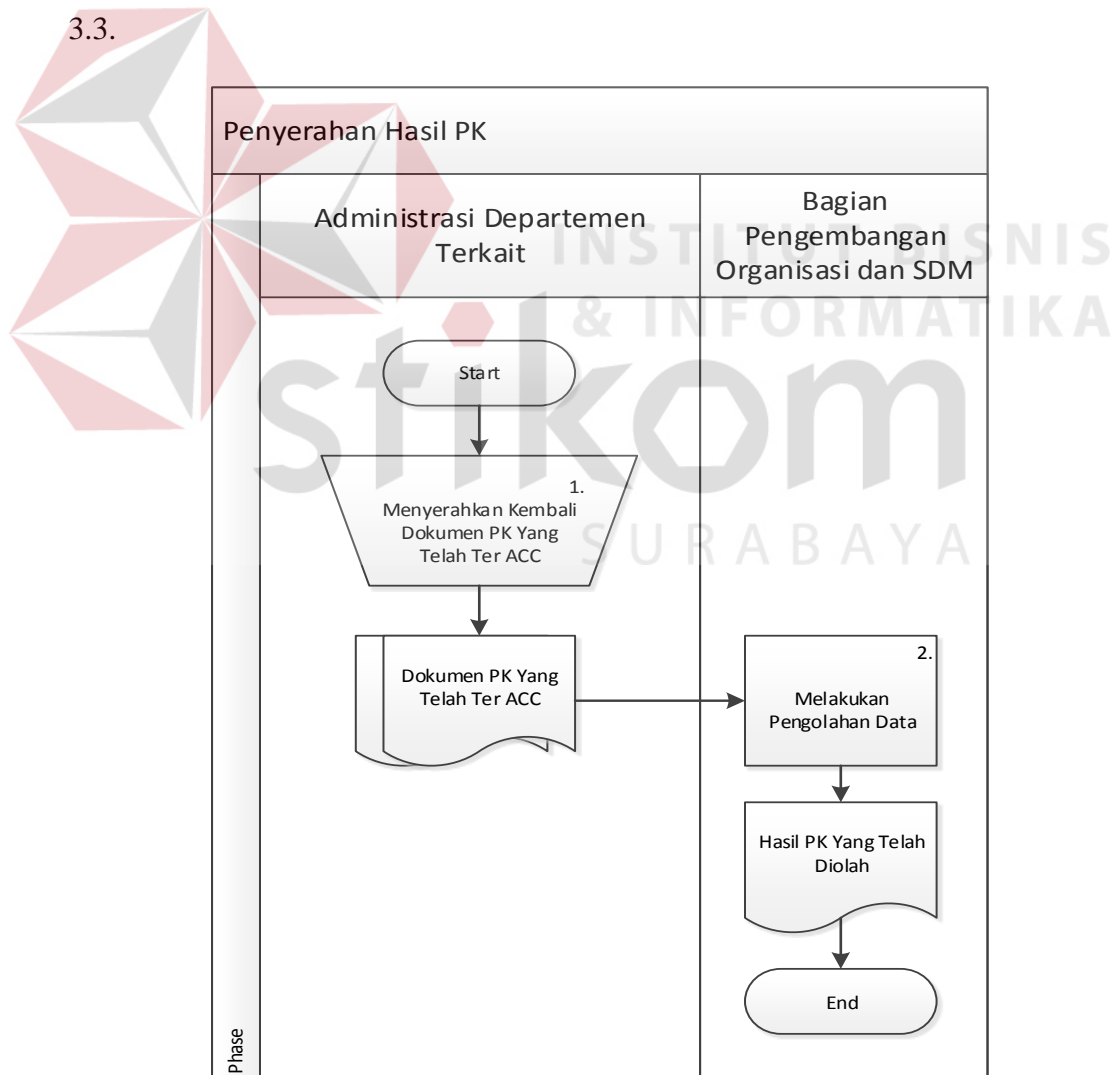 3.3.
Penyerahan Hasil PK
Administrasi Departemen
Terkait
Bagian
Pengembangan
Organisasi dan SDM
INSTITUT BISNIS
& INFORMATIKA
stikom
SURABAYA
Start
1.
Menyerahkan Kembali
Dokumen PK Yang
Telah Ter ACC
Dokumen PK Yang
Telah Ter ACC
2.
Melakukan
Pengolahan Data
Hasil PK Yang Telah
Diolah
End
Phase